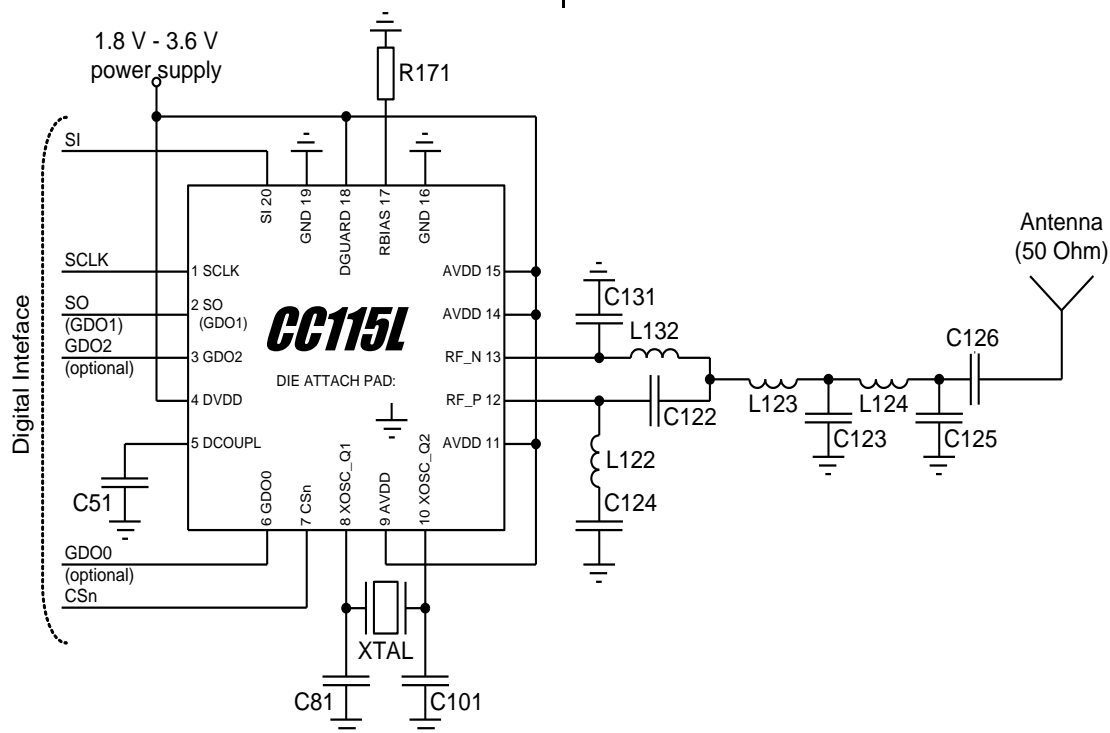 1.8 V - 3.6 V
power supply
R171
SI
SI 20
GND 19
DGUARD 18
RBIAS 17
GND 16
Antenna
(50 Ohm)
SCLK
1 SCLK
AVDD 15
C131
SO
(GDO1)
2 SO
(GDO1)
CC115L
AVDD 14
L132
C126
GDO2
(optional)
3 GDO2
RF_N 13
DIE ATTACH PAD:
4 DVDD
RF_P 12
C122
L123
L124
C123
C125
5 DCOUPL
AVDD 11
L122
C51
6 GDO0
7 CSn
8 XOSC_Q1
9 AVDD
10 XOSC_Q2
C124
GDO0
(optional)
CSn
XTAL
C81
C101
Digital Inteface